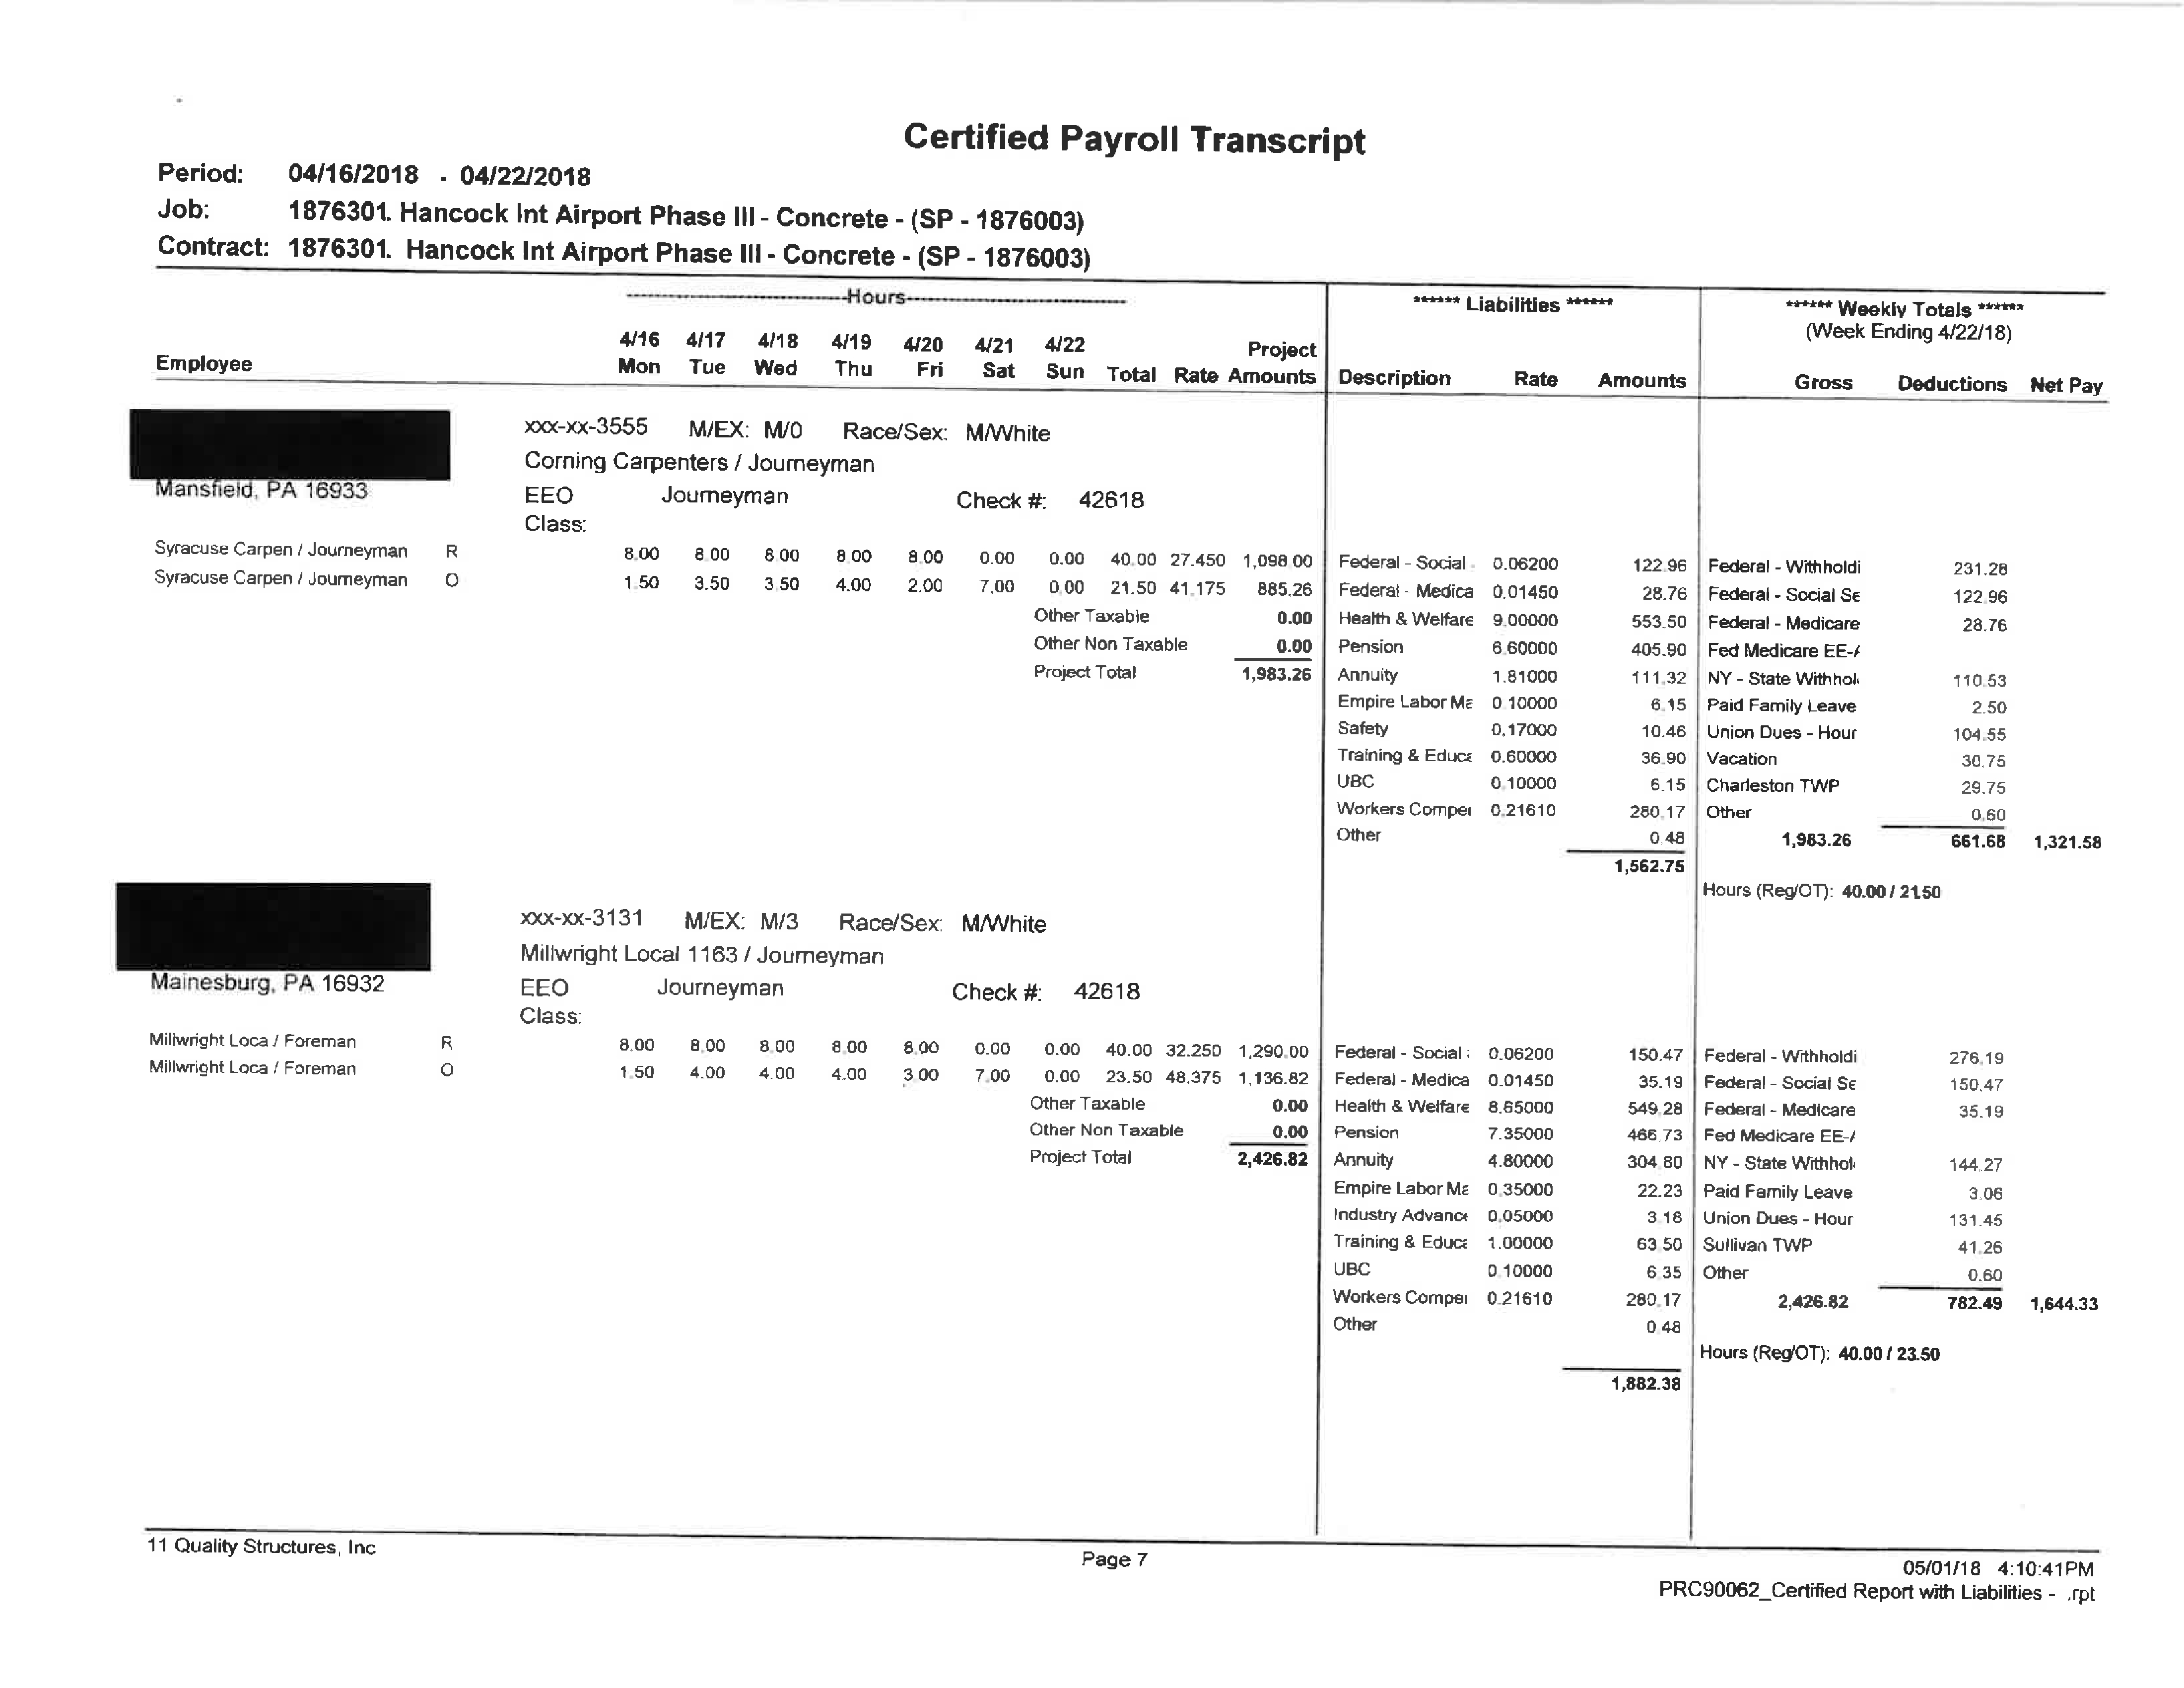 Certified Payroll Transcript
Period: 04/16/2018 - 04/22/2018
Job: 1876301. Hancock Int Airport Phase III - Concrete - (SP - 1876003)
Contract: 1876301. Hancock Int Airport Phase III - Concrete - (SP - 1876003)
Hours ****** Liabilities ****** ****** Weekly Totals ******
(Week Ending 4/22/18)
4/16 4/17 4/18 4/19 4/20 4/21 4/22 Project
Employee Mon Tue Wed Thu Fri Sat Sun Total Rate Amounts Description Rate Amounts Gross Deductions Net Pay
xxx-xx-3555 M/EX: M/0 Race/Sex: M/White
Corning Carpenters / Journeyman
Mansfield, PA 16933 EEO Journeyman Check #: 42618
Class:
Syracuse Carpen / Journeyman R 8.00 8.00 8.00 8.00 8.00 0.00 0.00 40.00 27.450 1,098.00 Federal - Social 0.06200 122.96 Federal - Withholdi 231.28
Syracuse Carpen / Journeyman O 1.50 3.50 3.50 4.00 2.00 7.00 0.00 21.50 41.175 885.26 Federal - Medica 0.01450 28.76 Federal - Social Se 122.96
Other Taxable 0.00 Health & Welfare 9.00000 553.50 Federal - Medicare 28.76
Other Non Taxable 0.00 Pension 6.60000 405.90 Fed Medicare EE-
Project Total 1,983.26 Annuity 1.81000 111.32 NY - State Withhol 110.53
Empire Labor Ma 0.10000 6.15 Paid Family Leave 2.50
Safety 0.17000 10.46 Union Dues - Hour 104.55
Training & Educa 0.60000 36.90 Vacation 30.75
UBC 0.10000 6.15 Charleston TWP 29.75
Workers Compe 0.21610 280.17 Other 0.60
Other 0.48 1,983.26 661.68 1,321.58
1,562.75
Hours (Reg/OT): 40.00 / 21.50
xxx-xx-3131 M/EX: M/3 Race/Sex: M/White
Millwright Local 1163 / Journeyman
Mainesburg, PA 16932 EEO Journeyman Check #: 42618
Class:
Millwright Loca / Foreman R 8.00 8.00 8.00 8.00 8.00 0.00 0.00 40.00 32.250 1,290.00 Federal - Social 0.06200 150.47 Federal - Withholdi 276.19
Millwright Loca / Foreman O 1.50 4.00 4.00 4.00 3.00 7.00 0.00 23.50 48.375 1,136.82 Federal - Medica 0.01450 35.19 Federal - Social Se 150.47
Other Taxable 0.00 Health & Welfare 8.65000 549.28 Federal - Medicare 35.19
Other Non Taxable 0.00 Pension 7.35000 466.73 Fed Medicare EE-
Project Total 2,426.82 Annuity 4.80000 304.80 NY - State Withhol 144.27
Empire Labor Ma 0.35000 22.23 Paid Family Leave 3.06
Industry Advance 0.05000 3.18 Union Dues - Hour 131.45
Training & Educa 1.00000 63.50 Sullivan TWP 41.26
UBC 0.10000 6.35 Other 0.60
Workers Compe 0.21610 280.17 2,426.82 782.49 1,644.33
Other 0.48
Hours (Reg/OT): 40.00 / 23.50
1,882.38
11 Quality Structures, Inc Page 7 05/01/18 4:10:41PM
PRC90062_Certified Report with Liabilities - .rpt